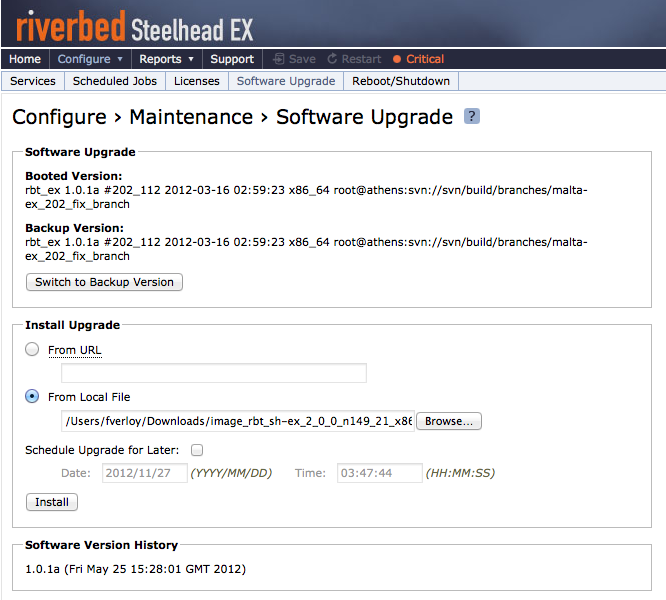 riverbed Steelhead EX
Home Configure Reports Support Save Restart Critical
Services Scheduled Jobs Licenses Software Upgrade Reboot/Shutdown
Configure › Maintenance › Software Upgrade ?
Software Upgrade
Booted Version:
rbt_ex 1.0.1a #202_112 2012-03-16 02:59:23 x86_64 root@athens:svn://svn/build/branches/malta-
ex_202_fix_branch
Backup Version:
rbt_ex 1.0.1a #202_112 2012-03-16 02:59:23 x86_64 root@athens:svn://svn/build/branches/malta-
ex_202_fix_branch
Switch to Backup Version
Install Upgrade
From URL
From Local File
/Users/fverloy/Downloads/image_rbt_sh-ex_2_0_0_n149_21_x86 Browse...
Schedule Upgrade for Later:
Date: 2012/11/27 (YYYY/MM/DD) Time: 03:47:44 (HH:MM:SS)
Install
Software Version History
1.0.1a (Fri May 25 15:28:01 GMT 2012)